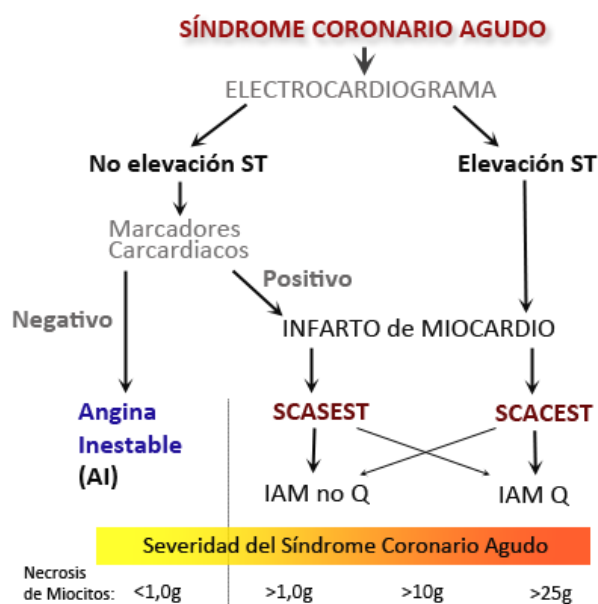 SÍNDROME CORONARIO AGUDO
ELECTROCARDIOGRAMA
No elevación ST
Elevación ST
Marcadores
Carcardiacos
Positivo
Negativo
INFARTO de MIOCARDIO
Angina
Inestable
(AI)
SCASEST
SCACEST
IAM no Q
IAM Q
Severidad del Síndrome Coronario Agudo
Necrosis
de Miocitos: <1,0g >1,0g >10g >25g